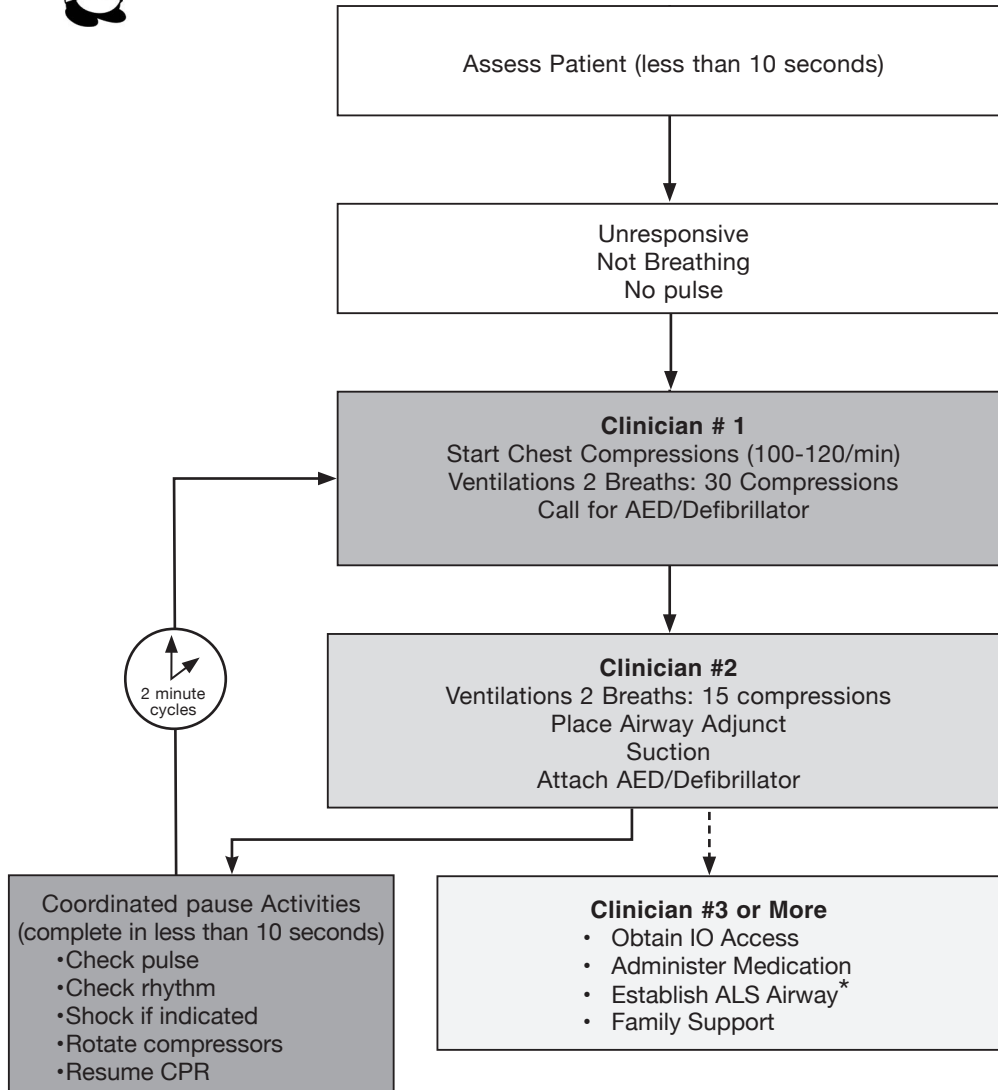 Assess Patient (less than 10 seconds)
Unresponsive
Not Breathing
No pulse
Clinician # 1
Start Chest Compressions (100-120/min)
Ventilations 2 Breaths: 30 Compressions
Call for AED/Defibrillator
2 minute
cycles
Clinician #2
Ventilations 2 Breaths: 15 compressions
Place Airway Adjunct
Suction
Attach AED/Defibrillator
Coordinated pause Activities
(complete in less than 10 seconds)
•Check pulse
•Check rhythm
•Shock if indicated
•Rotate compressors
•Resume CPR
Clinician #3 or More
• Obtain IO Access
• Administer Medication
• Establish ALS Airway*
• Family Support